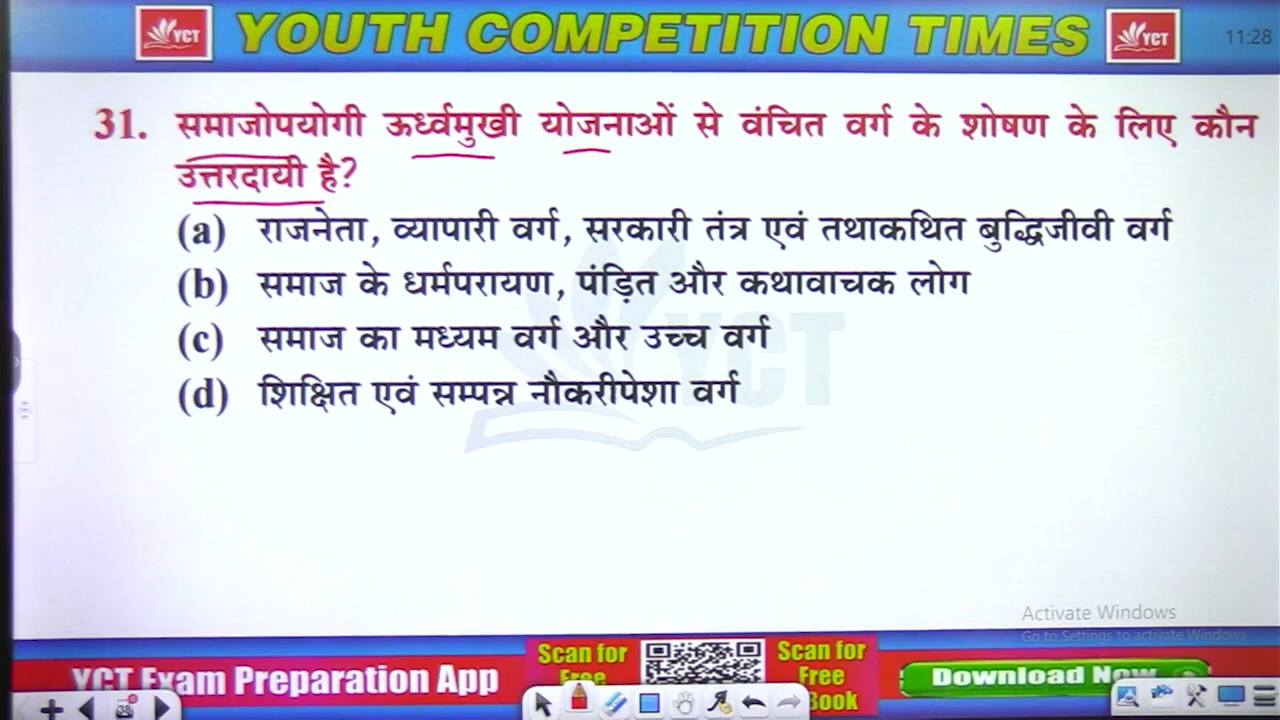 YCT
YOUTH COMPETITION TIMES
YCT
11:28
31. समाजोपयोगी ऊर्ध्वमुखी योजनाओं से वंचित वर्ग के शोषण के लिए कौन
उत्तरदायी है?
(a) राजनेता, व्यापारी वर्ग, सरकारी तंत्र एवं तथाकथित बुद्धिजीवी वर्ग
(b) समाज के धर्मपरायण, पंड़ित और कथावाचक लोग
(c) समाज का मध्यम वर्ग और उच्च वर्ग
(d) शिक्षित एवं सम्पन्न नौकरीपेशा वर्ग
YCT
Activate Windows
Go to Settings to activate Windows.
YCT Exam Preparation App
Scan for
Free
Scan for
Free
Book
Download Now
38